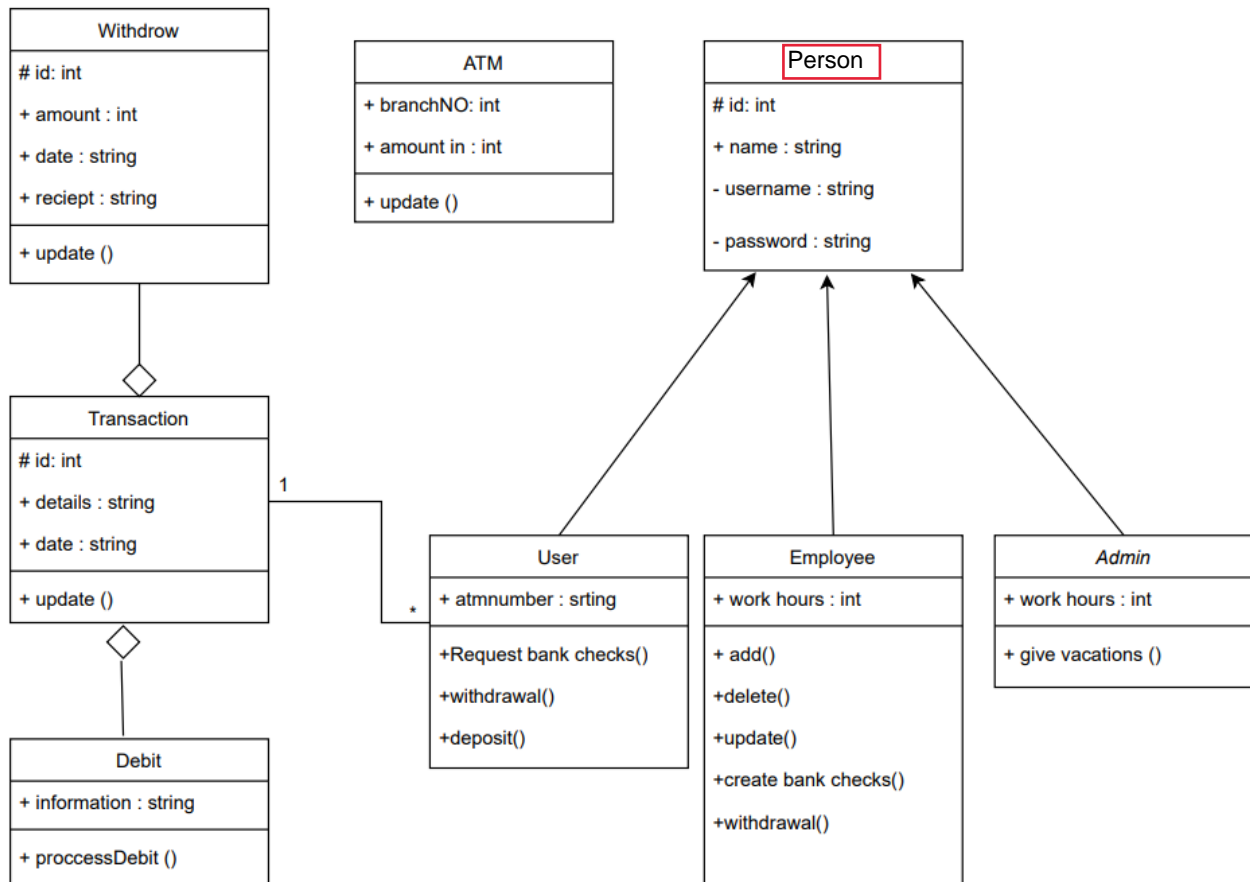 Withdrow
# id: int
+ amount : int
+ date : string
+ reciept : string
+ update ()
ATM
+ branchNO: int
+ amount in : int
+ update ()
Person
# id: int
+ name : string
- username : string
- password : string
Transaction
# id: int
+ details : string
+ date : string
+ update ()
1
*
User
+ atmnumber : srting
+Request bank checks()
+withdrawal()
+deposit()
Employee
+ work hours : int
+ add()
+delete()
+update()
+create bank checks()
+withdrawal()
Admin
+ work hours : int
+ give vacations ()
Debit
+ information : string
+ proccessDebit ()